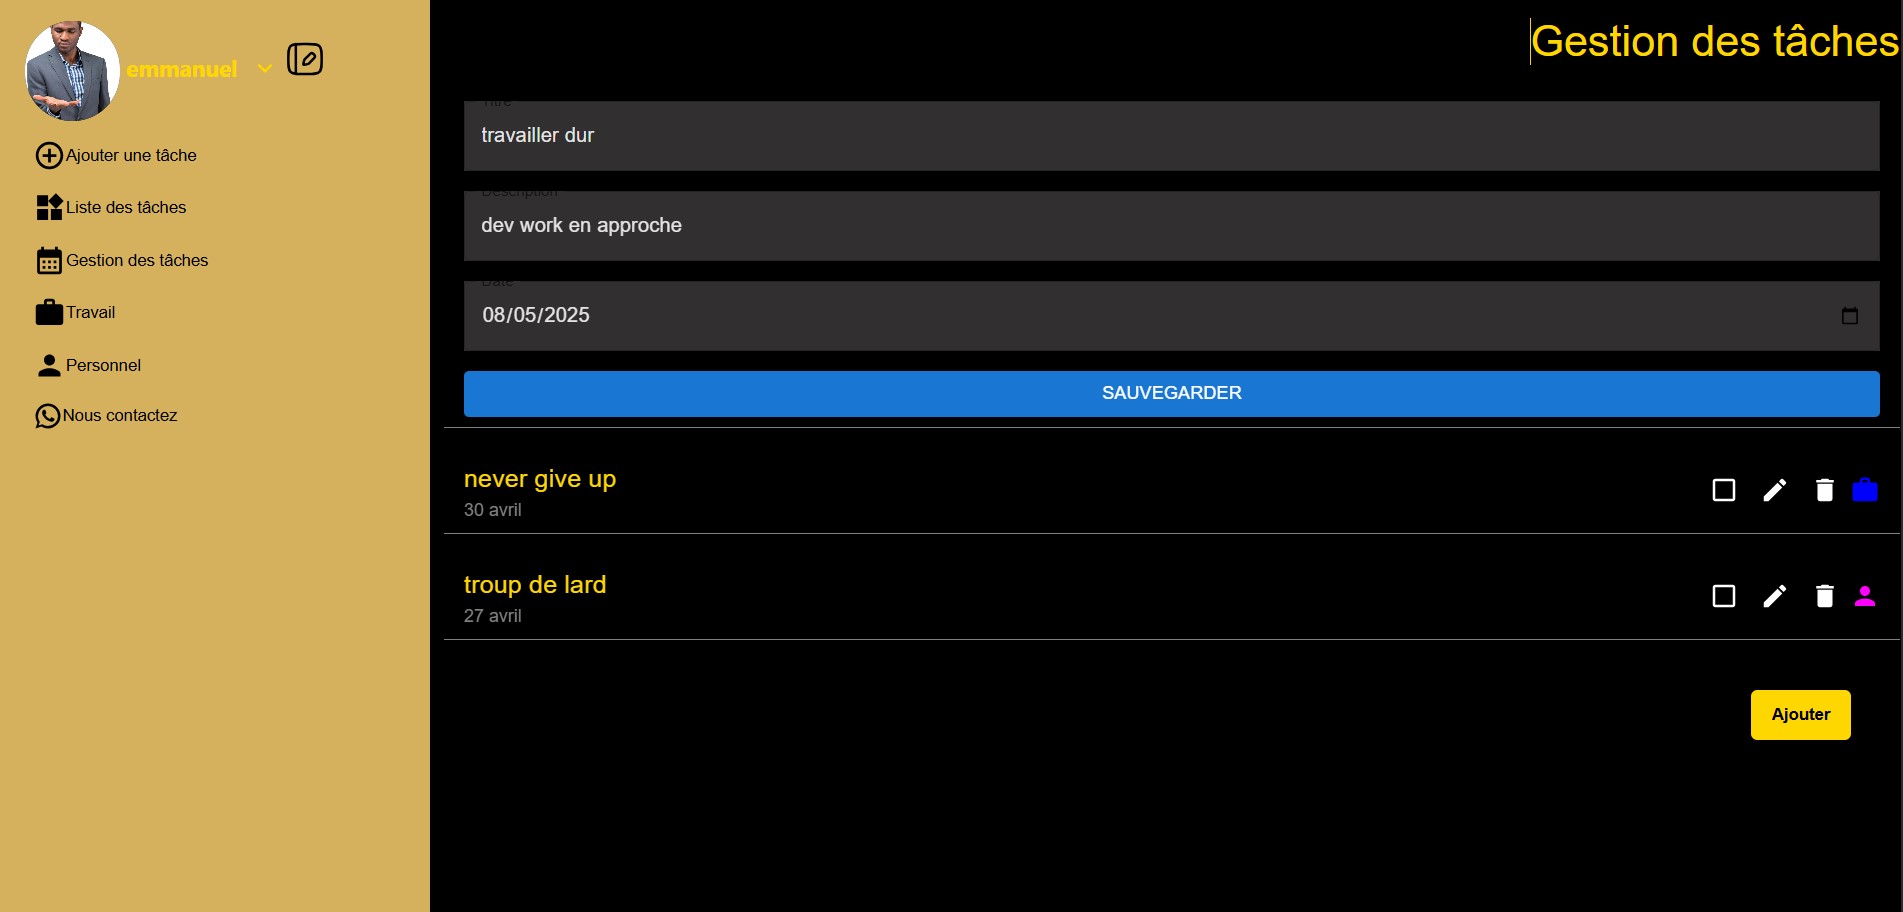 emmanuel
Ajouter une tâche
Liste des tâches
Gestion des tâches
Travail
Personnel
Nous contactez
Gestion des tâches
Titre
travailler dur
Description
dev work en approche
Date
08/05/2025
SAUVEGARDER
never give up
30 avril
troup de lard
27 avril
Ajouter